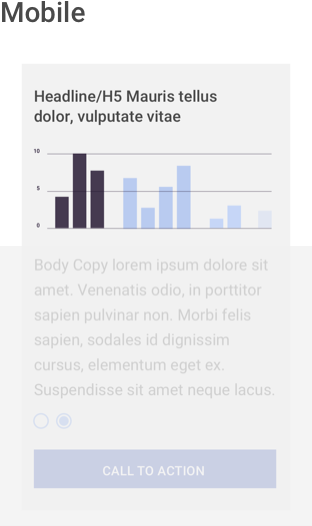 Mobile
Headline/H5 Mauris tellus
dolor, vulputate vitae
10
5
0
Body Copy lorem ipsum dolore sit
amet. Venenatis odio, in porttitor
sapien pulvinar non. Morbi felis
sapien, sodales id dignissim
cursus, elementum eget ex.
Suspendisse sit amet neque lacus.
CALL TO ACTION